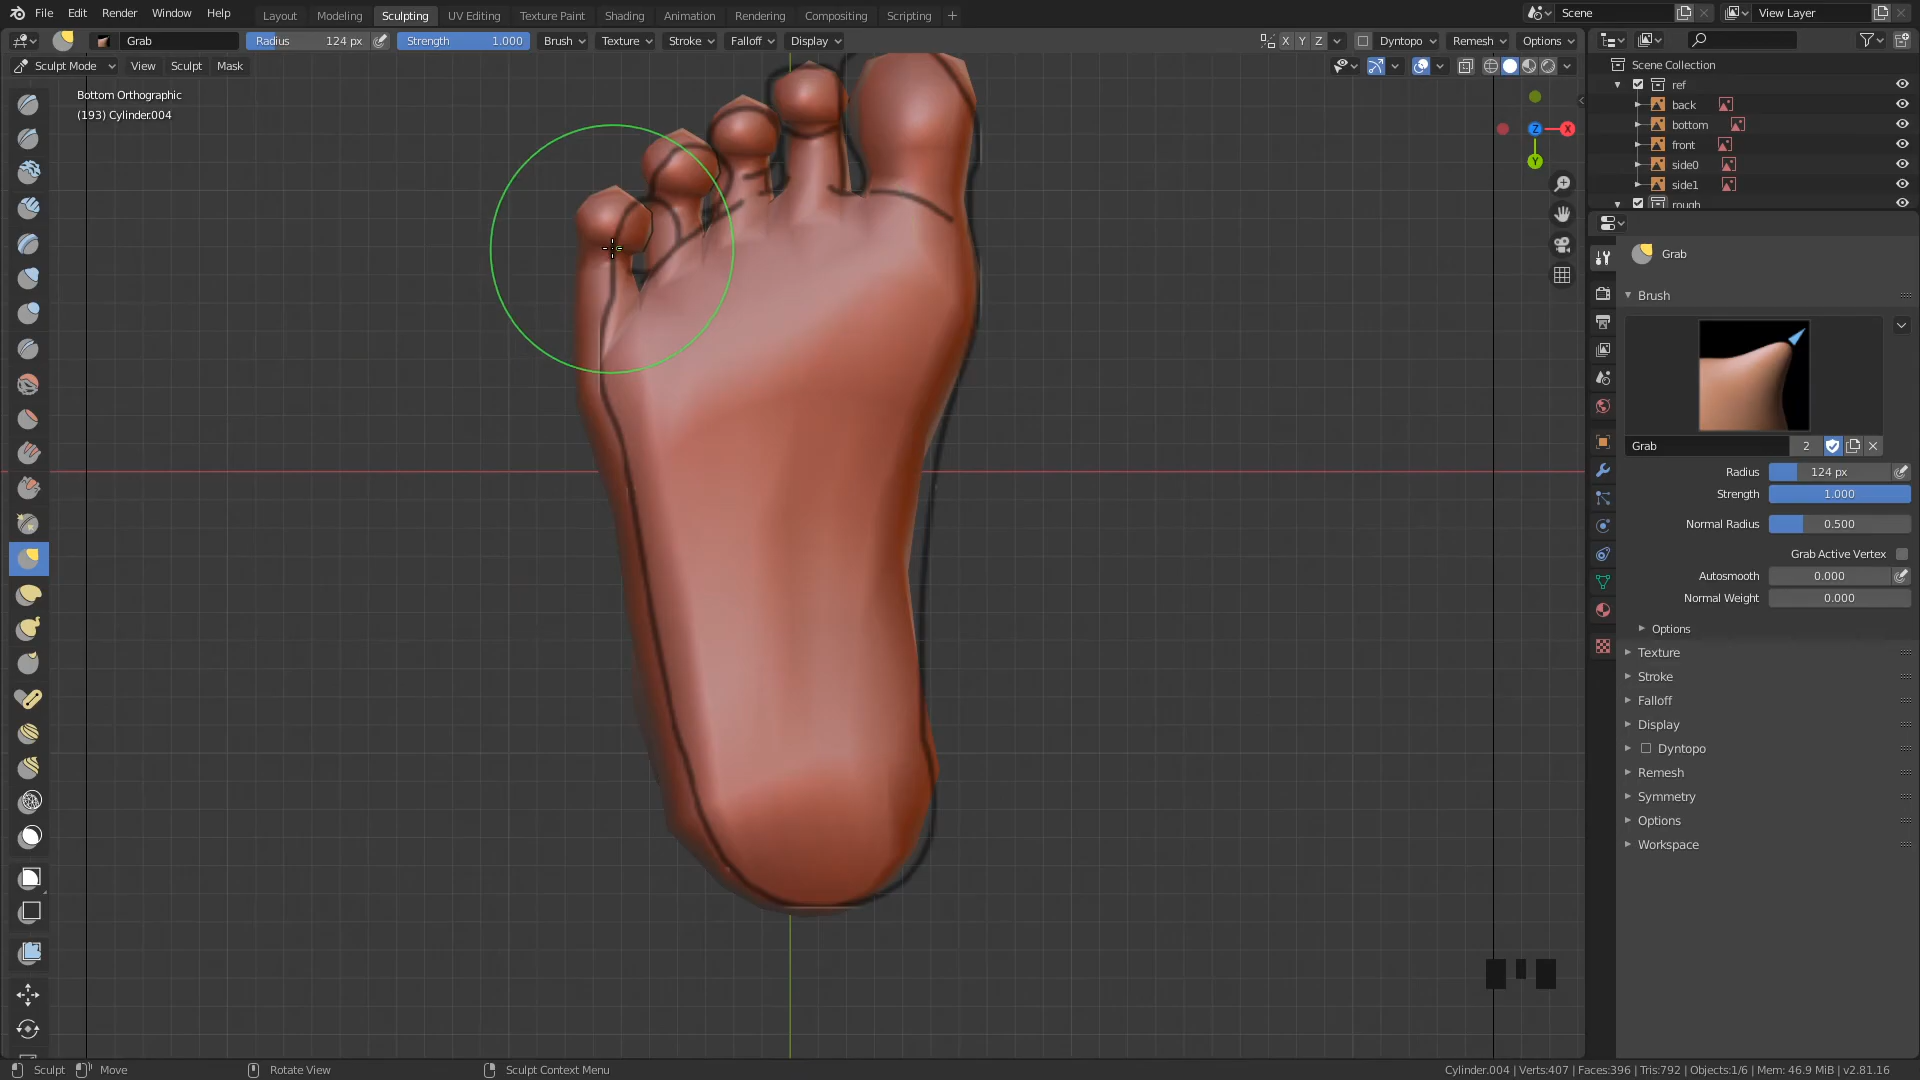 File Edit Render Window Help Layout Modeling Sculpting UV Editing Texture Paint Shading Animation Rendering Compositing Scripting + Scene View Layer
Grab Radius 124 px Strength 1.000 Brush Texture Stroke Falloff Display X Y Z Dyntopo Remesh Options
Sculpt Mode View Sculpt Mask
Bottom Orthographic
(193) Cylinder.004
Z X
Y
Scene Collection
ref
back
bottom
front
side0
side1
rough
Grab
Brush
Grab 2
Radius 124 px
Strength 1.000
Normal Radius 0.500
Grab Active Vertex
Autosmooth 0.000
Normal Weight 0.000
Options
Texture
Stroke
Falloff
Display
Dyntopo
Remesh
Symmetry
Options
Workspace
Sculpt Move Rotate View Sculpt Context Menu Cylinder.004 | Verts:407 | Faces:396 | Tris:792 | Objects:1/6 | Mem: 46.9 MiB | v2.81.16